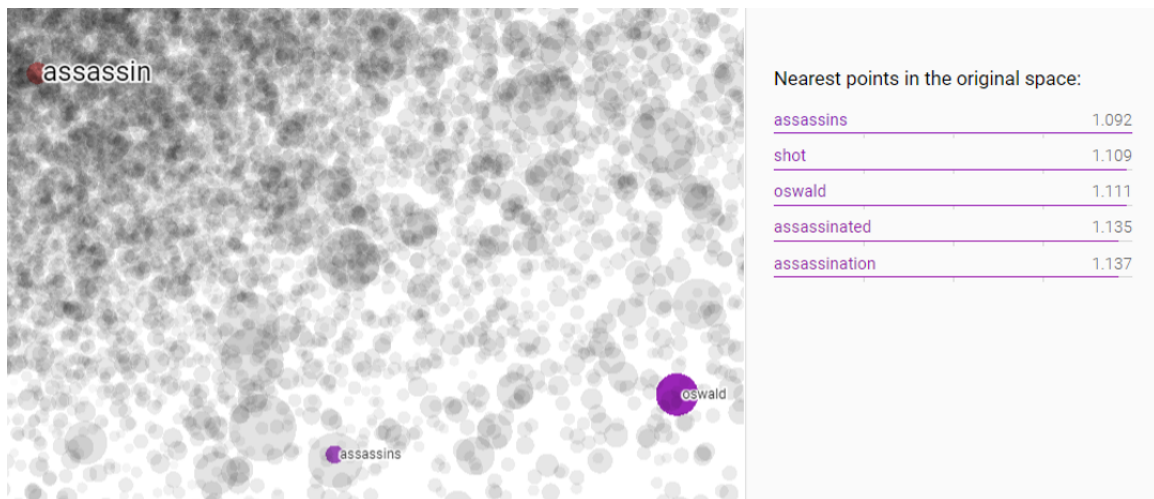 assassin
oswald
assassins
Nearest points in the original space:
assassins 1.092
shot 1.109
oswald 1.111
assassinated 1.135
assassination 1.137